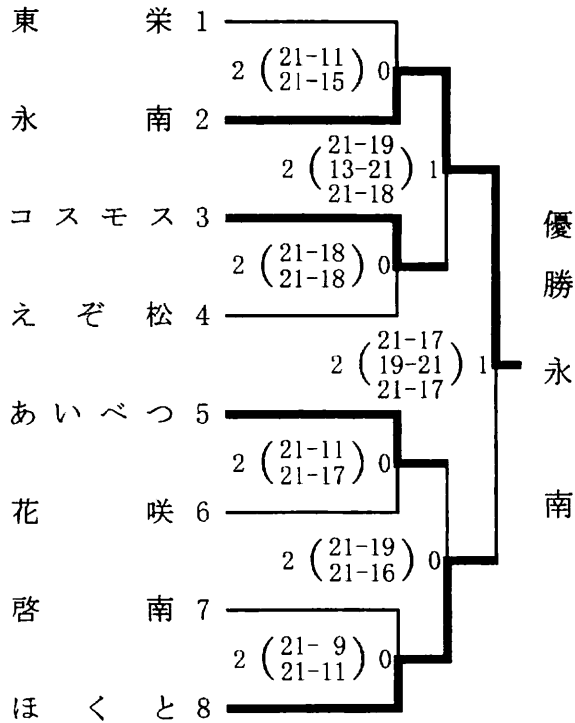 東栄 1
2 (21-11 21-15) 0
永南 2
2 (21-19 13-21 21-18) 1
コスモス 3
2 (21-18 21-18) 0
えぞ松 4
2 (21-17 19-21 21-17) 1
優勝 永南
あいべつ 5
2 (21-11 21-17) 0
花咲 6
2 (21-19 21-16) 0
啓南 7
2 (21- 9 21-11) 0
ほくと 8